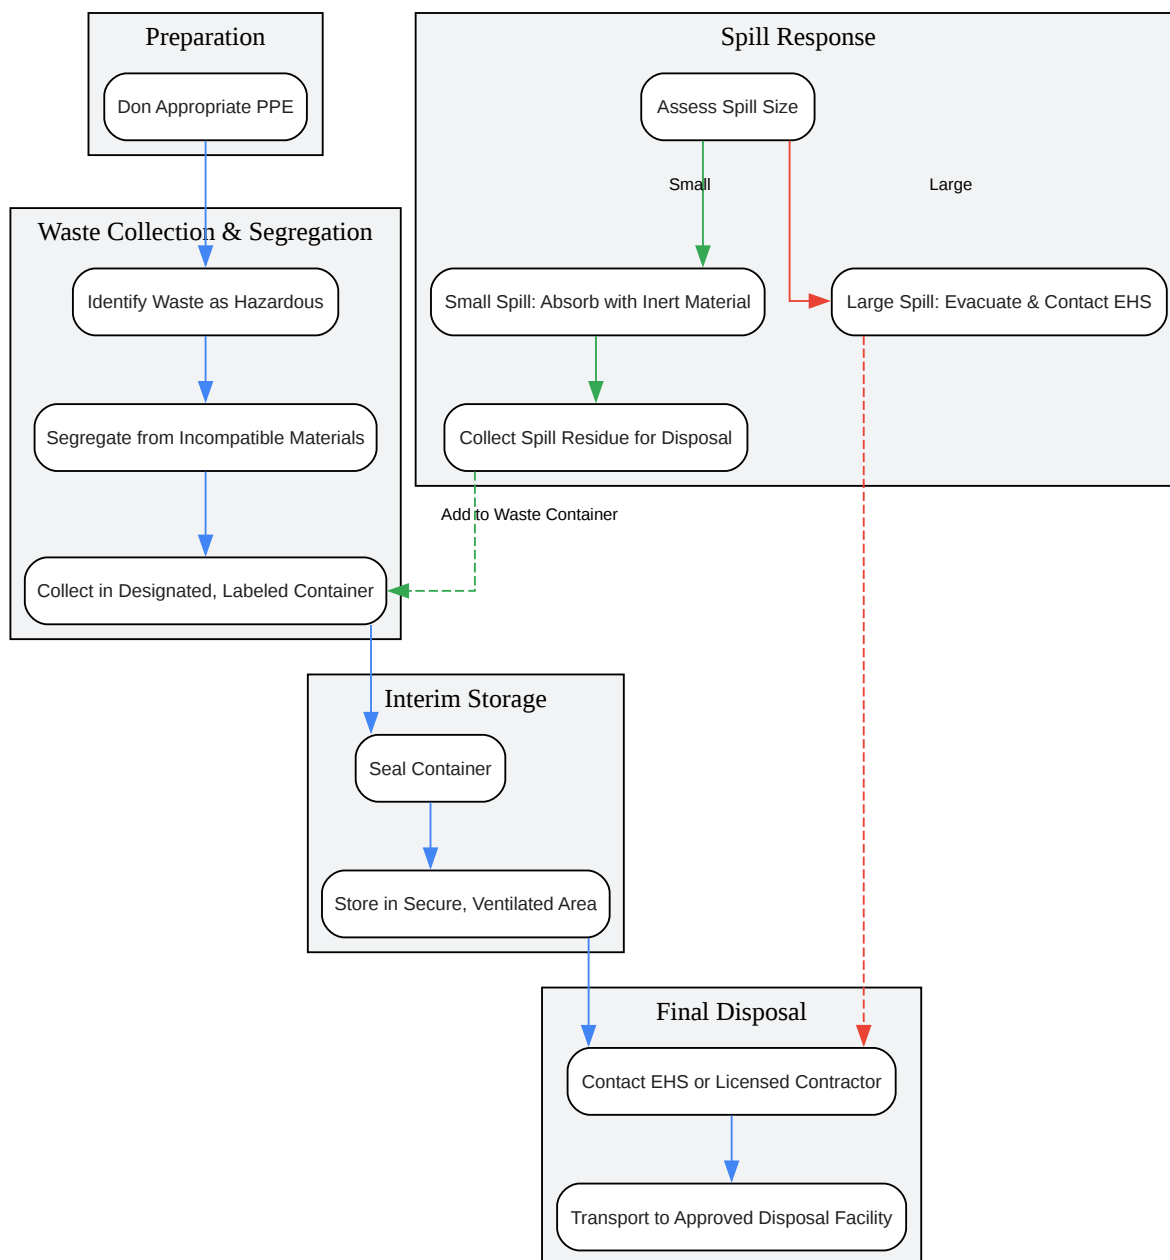 Preparation
Don Appropriate PPE
Spill Response
Assess Spill Size
Small
Large
Waste Collection & Segregation
Identify Waste as Hazardous
Small Spill: Absorb with Inert Material
Large Spill: Evacuate & Contact EHS
Segregate from Incompatible Materials
Collect Spill Residue for Disposal
Add to Waste Container
Collect in Designated, Labeled Container
Interim Storage
Seal Container
Store in Secure, Ventilated Area
Final Disposal
Contact EHS or Licensed Contractor
Transport to Approved Disposal Facility